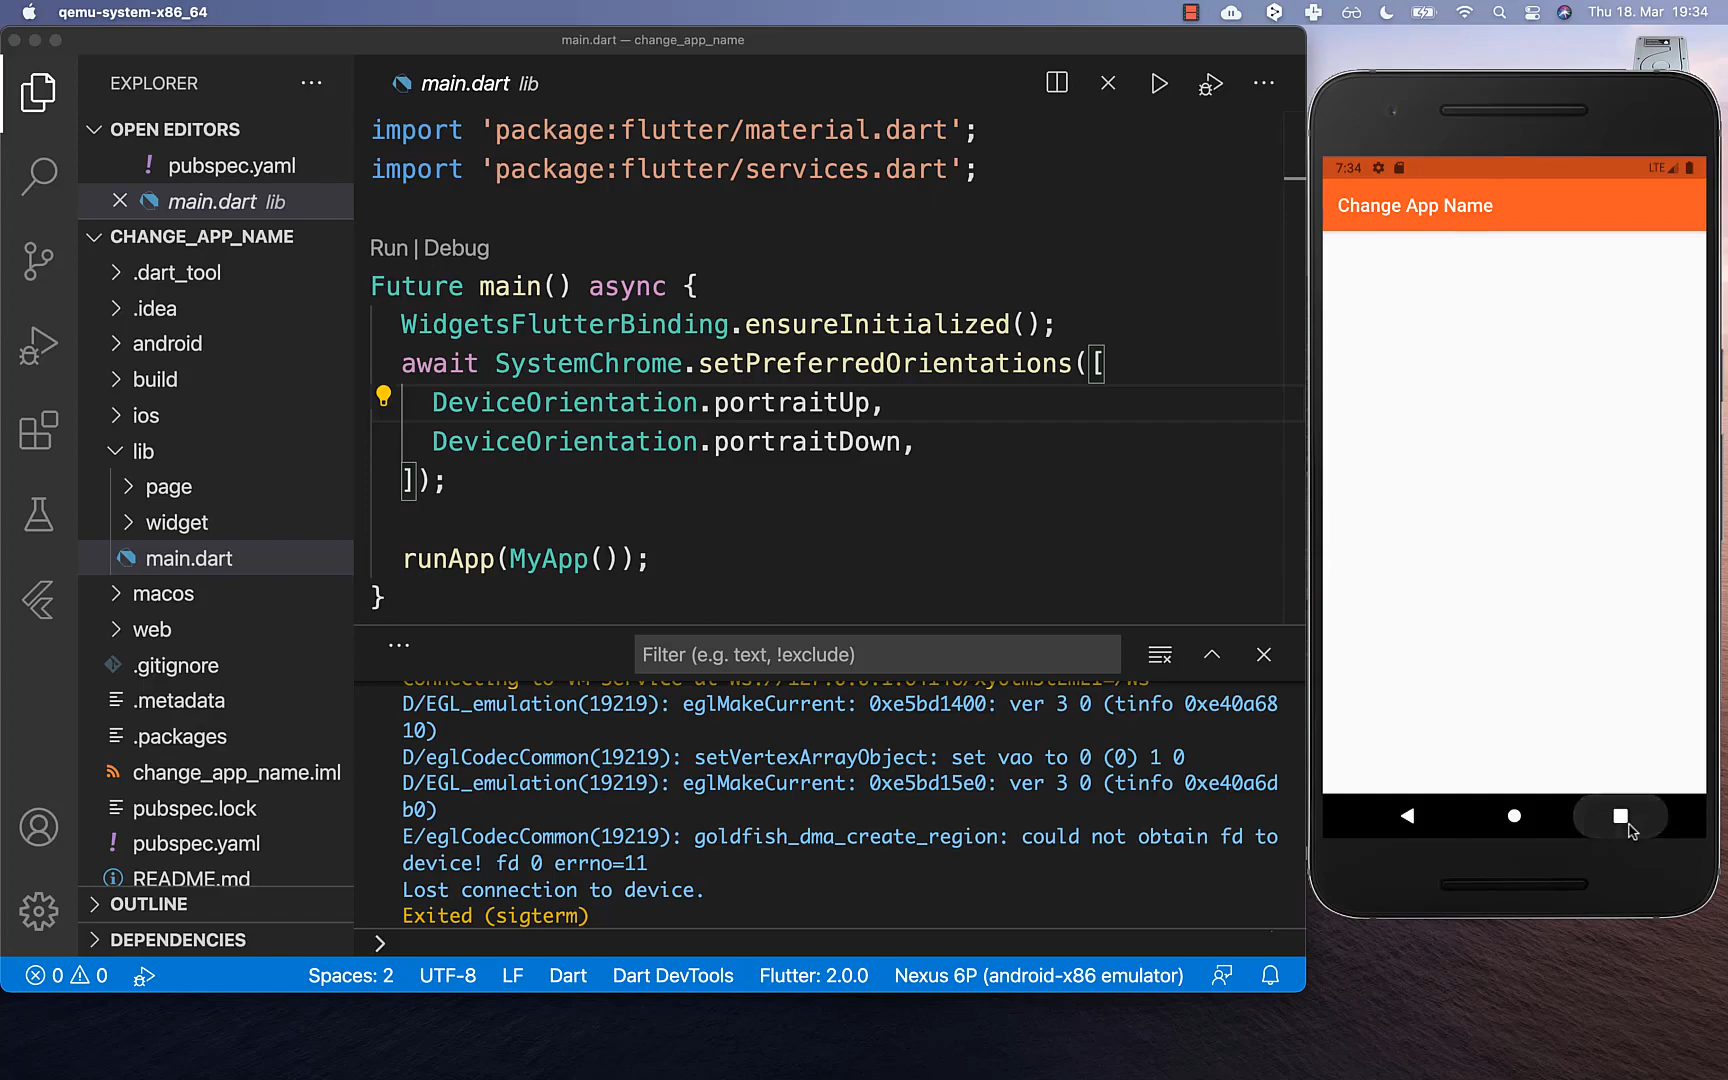 qemu-system-x86_64
Thu 18. Mar 19:34
main.dart — change_app_name
EXPLORER
OPEN EDITORS
! pubspec.yaml
main.dart lib
CHANGE_APP_NAME
.dart_tool
.idea
android
build
ios
lib
page
widget
main.dart
macos
web
.gitignore
.metadata
.packages
change_app_name.iml
pubspec.lock
! pubspec.yaml
README.md
OUTLINE
DEPENDENCIES
main.dart lib
import 'package:flutter/material.dart';
import 'package:flutter/services.dart';
Run | Debug
Future main() async {
WidgetsFlutterBinding.ensureInitialized();
await SystemChrome.setPreferredOrientations([
DeviceOrientation.portraitUp,
DeviceOrientation.portraitDown,
]);
runApp(MyApp());
}
Filter (e.g. text, !exclude)
D/EGL_emulation(19219): eglMakeCurrent: 0xe5bd1400: ver 3 0 (tinfo 0xe40a68
10)
D/eglCodecCommon(19219): setVertexArrayObject: set vao to 0 (0) 1 0
D/EGL_emulation(19219): eglMakeCurrent: 0xe5bd15e0: ver 3 0 (tinfo 0xe40a6d
b0)
E/eglCodecCommon(19219): goldfish_dma_create_region: could not obtain fd to
device! fd 0 errno=11
Lost connection to device.
Exited (sigterm)
0 0
Spaces: 2
UTF-8
LF
Dart
Dart DevTools
Flutter: 2.0.0
Nexus 6P (android-x86 emulator)
7:34
LTE
Change App Name